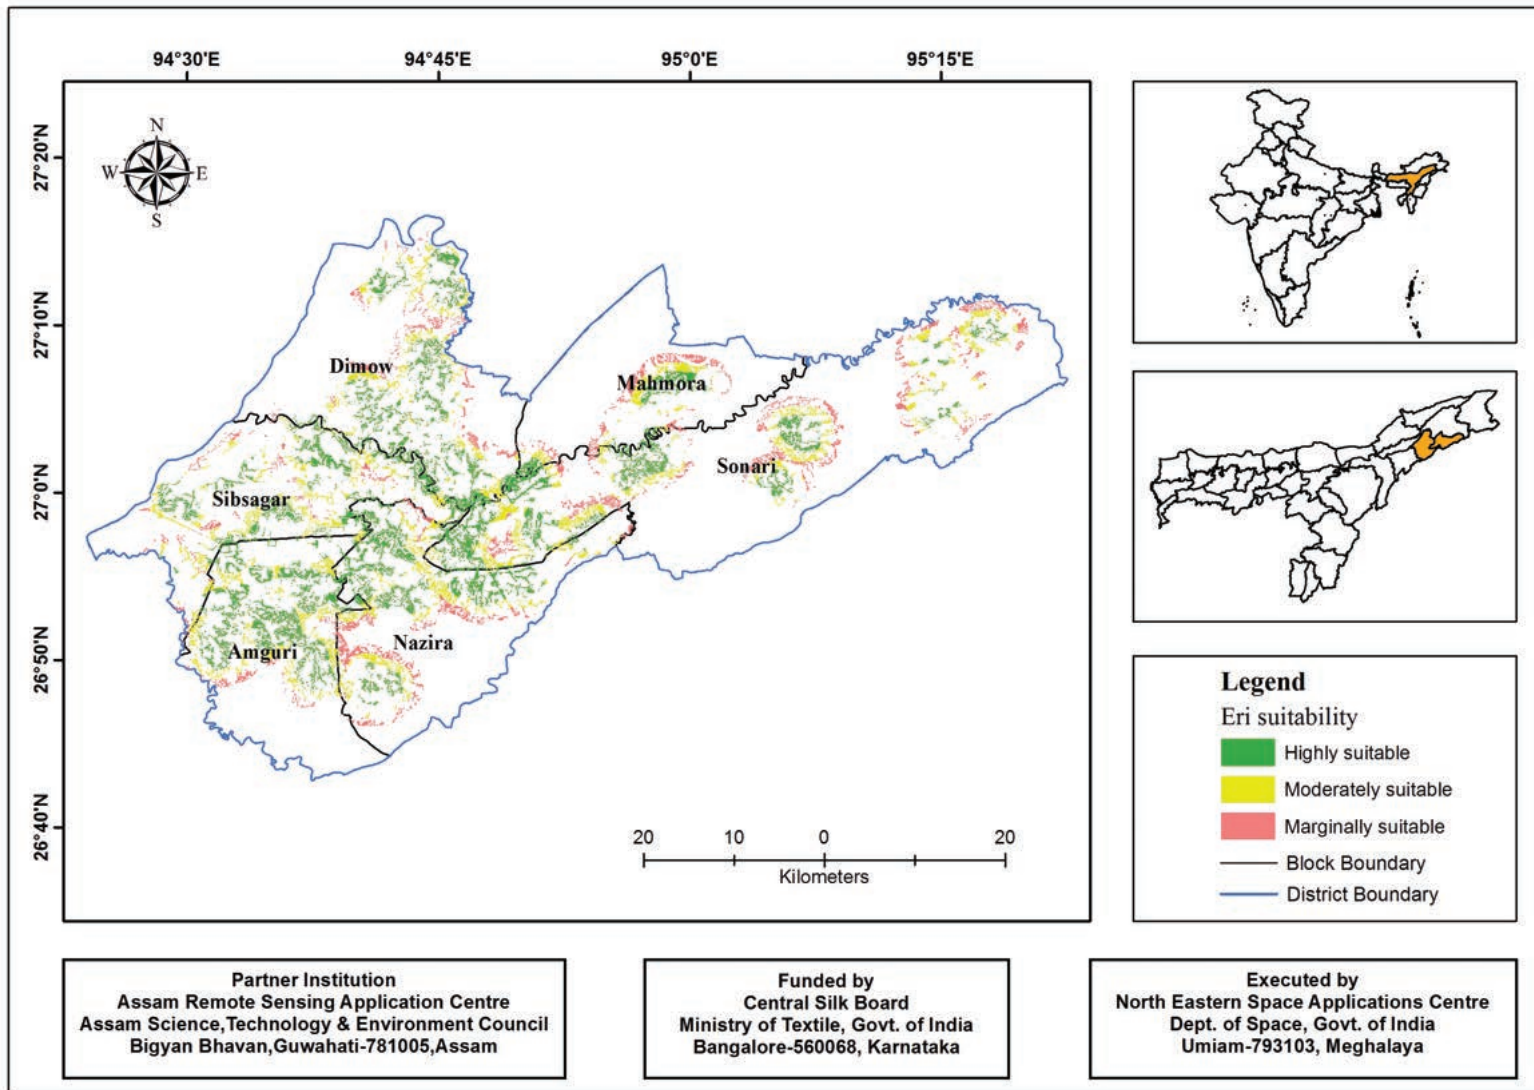 94°30'E
94°45'E
95°0'E
95°15'E
27°20'N
27°10'N
27°0'N
26°50'N
26°40'N
N
W
E
S
Dimow
Mahmora
Sonari
Sibsagar
Nazira
Amguri
20 10 0 20
Kilometers
Legend
Eri suitability
Highly suitable
Moderately suitable
Marginally suitable
Block Boundary
District Boundary
Partner Institution
Assam Remote Sensing Application Centre
Assam Science,Technology & Environment Council
Bigyan Bhavan,Guwahati-781005,Assam
Funded by
Central Silk Board
Ministry of Textile, Govt. of India
Bangalore-560068, Karnataka
Executed by
North Eastern Space Applications Centre
Dept. of Space, Govt. of India
Umiam-793103, Meghalaya